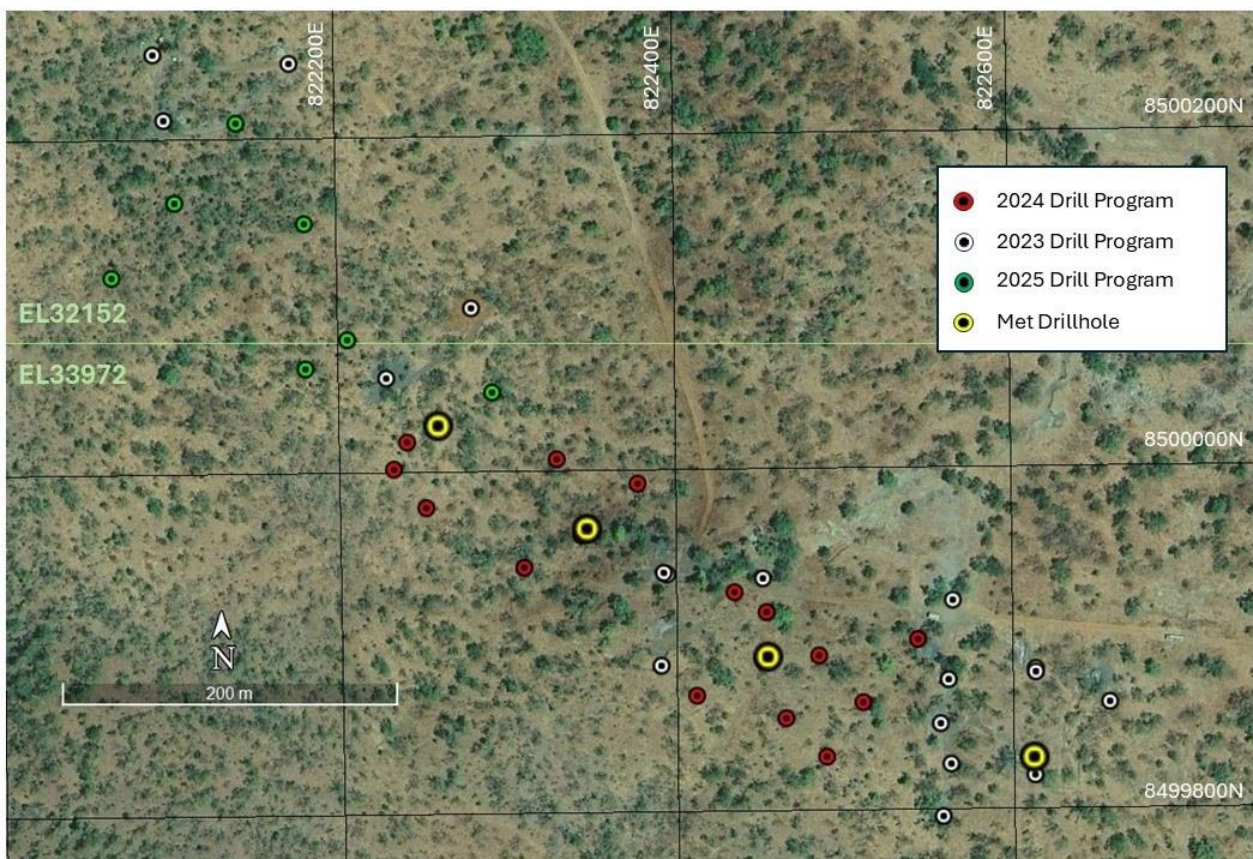 822200E
822400E
822600E
8500200N
2024 Drill Program
2023 Drill Program
2025 Drill Program
Met Drillhole
EL32152
EL33972
8500000N
N
200 m
8499800N